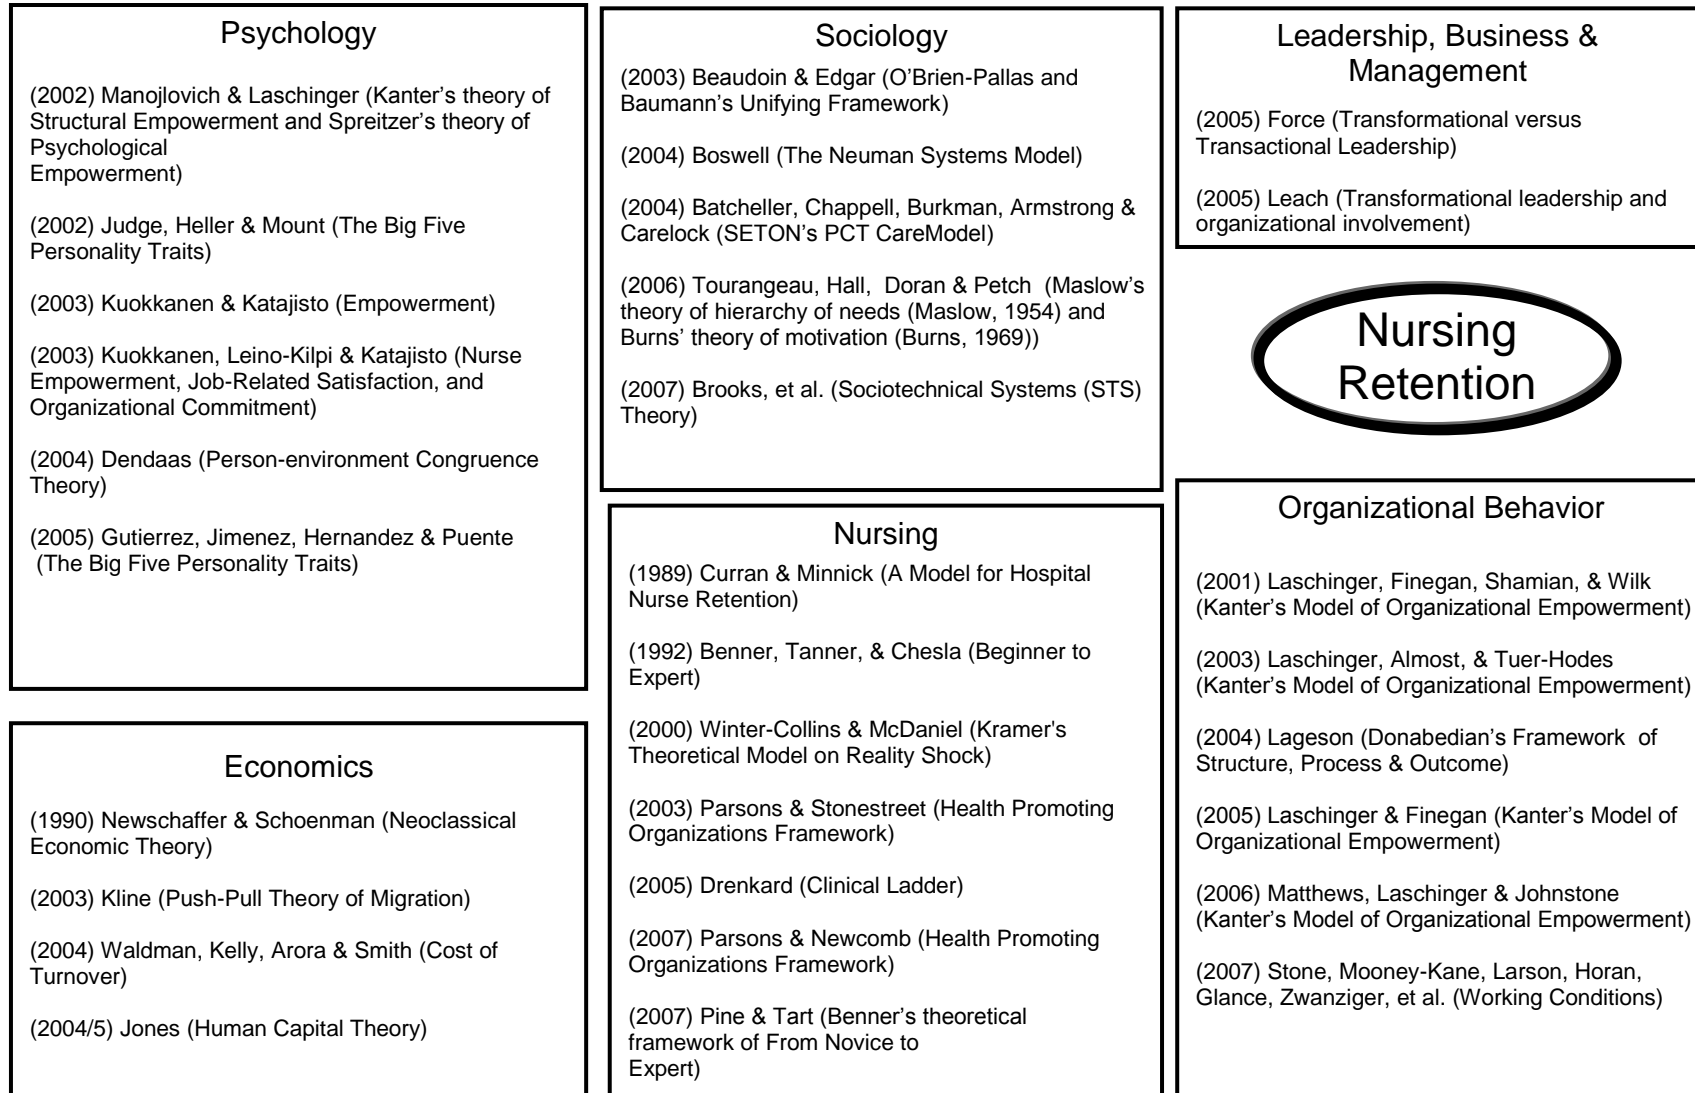 Psychology
(2002) Manojlovich & Laschinger (Kanter’s theory of
Structural Empowerment and Spreitzer’s theory of
Psychological
Empowerment)
(2002) Judge, Heller & Mount (The Big Five
Personality Traits)
(2003) Kuokkanen & Katajisto (Empowerment)
(2003) Kuokkanen, Leino-Kilpi & Katajisto (Nurse
Empowerment, Job-Related Satisfaction, and
Organizational Commitment)
(2004) Dendaas (Person-environment Congruence
Theory)
(2005) Gutierrez, Jimenez, Hernandez & Puente
(The Big Five Personality Traits)
Economics
(1990) Newschaffer & Schoenman (Neoclassical
Economic Theory)
(2003) Kline (Push-Pull Theory of Migration)
(2004) Waldman, Kelly, Arora & Smith (Cost of
Turnover)
(2004/5) Jones (Human Capital Theory)
Sociology
(2003) Beaudoin & Edgar (O’Brien-Pallas and
Baumann’s Unifying Framework)
(2004) Boswell (The Neuman Systems Model)
(2004) Batcheller, Chappell, Burkman, Armstrong &
Carelock (SETON’s PCT CareModel)
(2006) Tourangeau, Hall, Doran & Petch (Maslow’s
theory of hierarchy of needs (Maslow, 1954) and
Burns’ theory of motivation (Burns, 1969))
(2007) Brooks, et al. (Sociotechnical Systems (STS)
Theory)
Nursing
(1989) Curran & Minnick (A Model for Hospital
Nurse Retention)
(1992) Benner, Tanner, & Chesla (Beginner to
Expert)
(2000) Winter-Collins & McDaniel (Kramer's
Theoretical Model on Reality Shock)
(2003) Parsons & Stonestreet (Health Promoting
Organizations Framework)
(2005) Drenkard (Clinical Ladder)
(2007) Parsons & Newcomb (Health Promoting
Organizations Framework)
(2007) Pine & Tart (Benner’s theoretical
framework of From Novice to
Expert)
Leadership, Business &
Management
(2005) Force (Transformational versus
Transactional Leadership)
(2005) Leach (Transformational leadership and
organizational involvement)
Nursing
Retention
Organizational Behavior
(2001) Laschinger, Finegan, Shamian, & Wilk
(Kanter’s Model of Organizational Empowerment)
(2003) Laschinger, Almost, & Tuer-Hodes
(Kanter’s Model of Organizational Empowerment)
(2004) Lageson (Donabedian’s Framework of
Structure, Process & Outcome)
(2005) Laschinger & Finegan (Kanter’s Model of
Organizational Empowerment)
(2006) Matthews, Laschinger & Johnstone
(Kanter’s Model of Organizational Empowerment)
(2007) Stone, Mooney-Kane, Larson, Horan,
Glance, Zwanziger, et al. (Working Conditions)